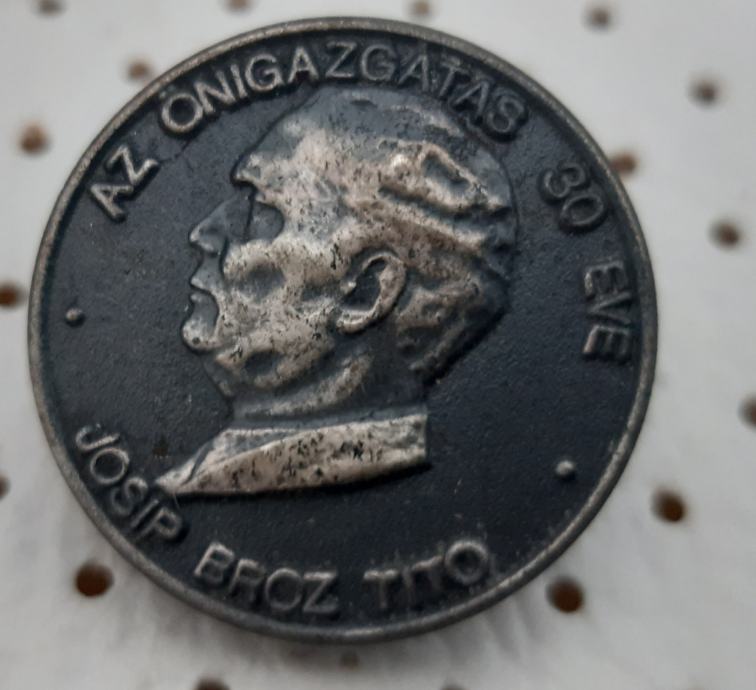 AZ ÖNIGAZGATÁS 30 ÉVE
JOSIP BROZ TITO